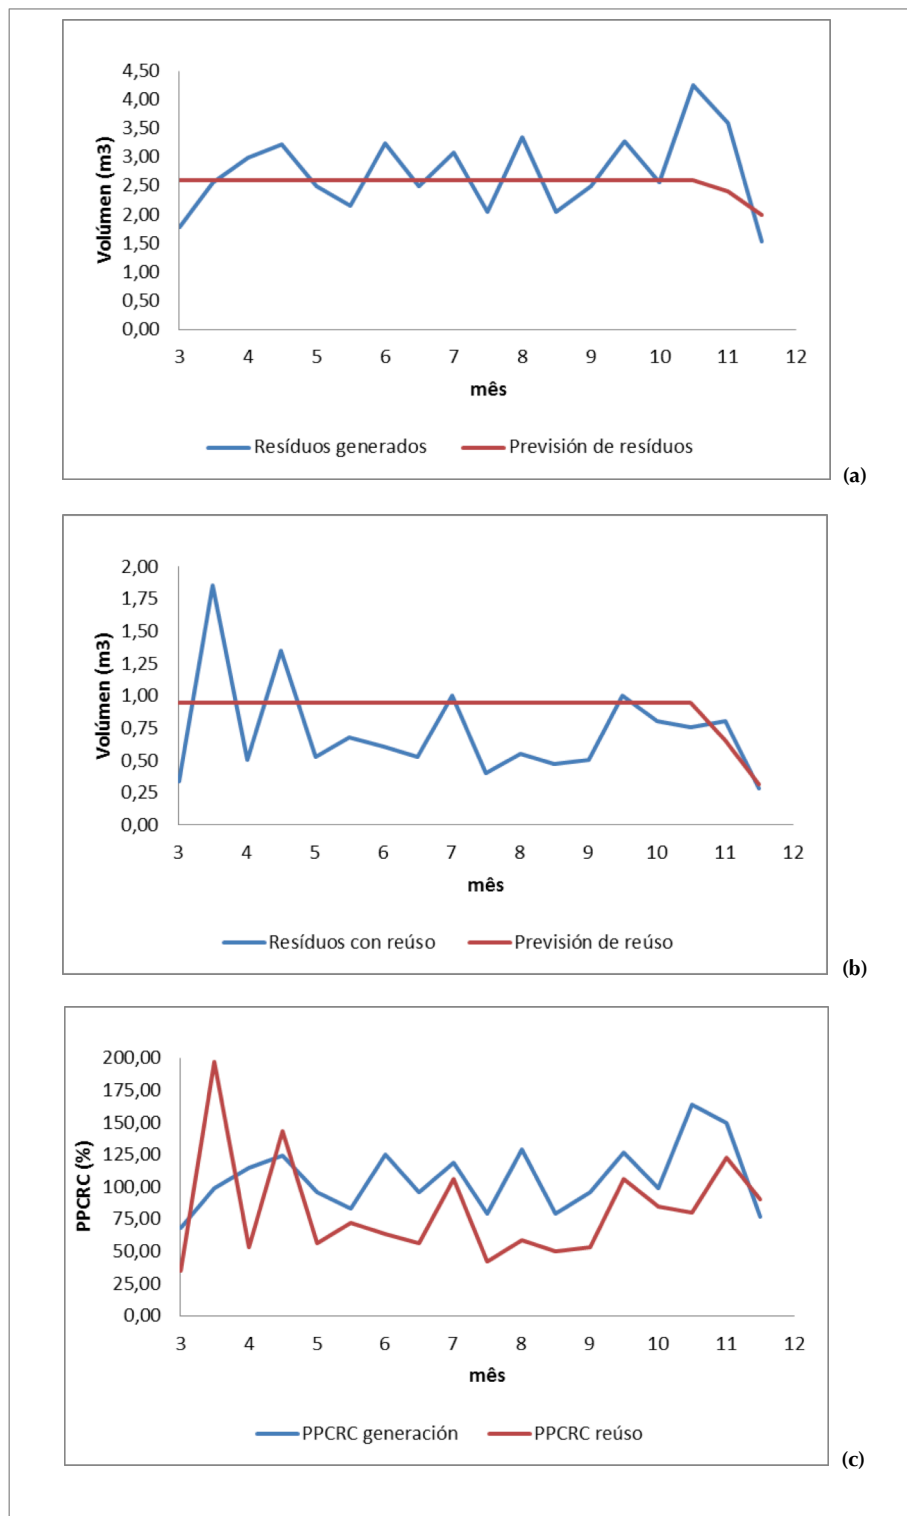 4,50
4,00
3,50
3,00
2,50
2,00
1,50
1,00
0,50
0,00
Volúmen (m3)
3 4 5 6 7 8 9 10 11 12
mês
Resíduos generados Previsión de resíduos
(a)
2,00
1,75
1,50
1,25
1,00
0,75
0,50
0,25
0,00
Volúmen (m3)
3 4 5 6 7 8 9 10 11 12
mês
Resíduos con reúso Previsión de reúso
(b)
200,00
175,00
150,00
125,00
100,00
75,00
50,00
25,00
0,00
PPCRC (%)
3 4 5 6 7 8 9 10 11 12
mês
PPCRC generación PPCRC reúso
(c)